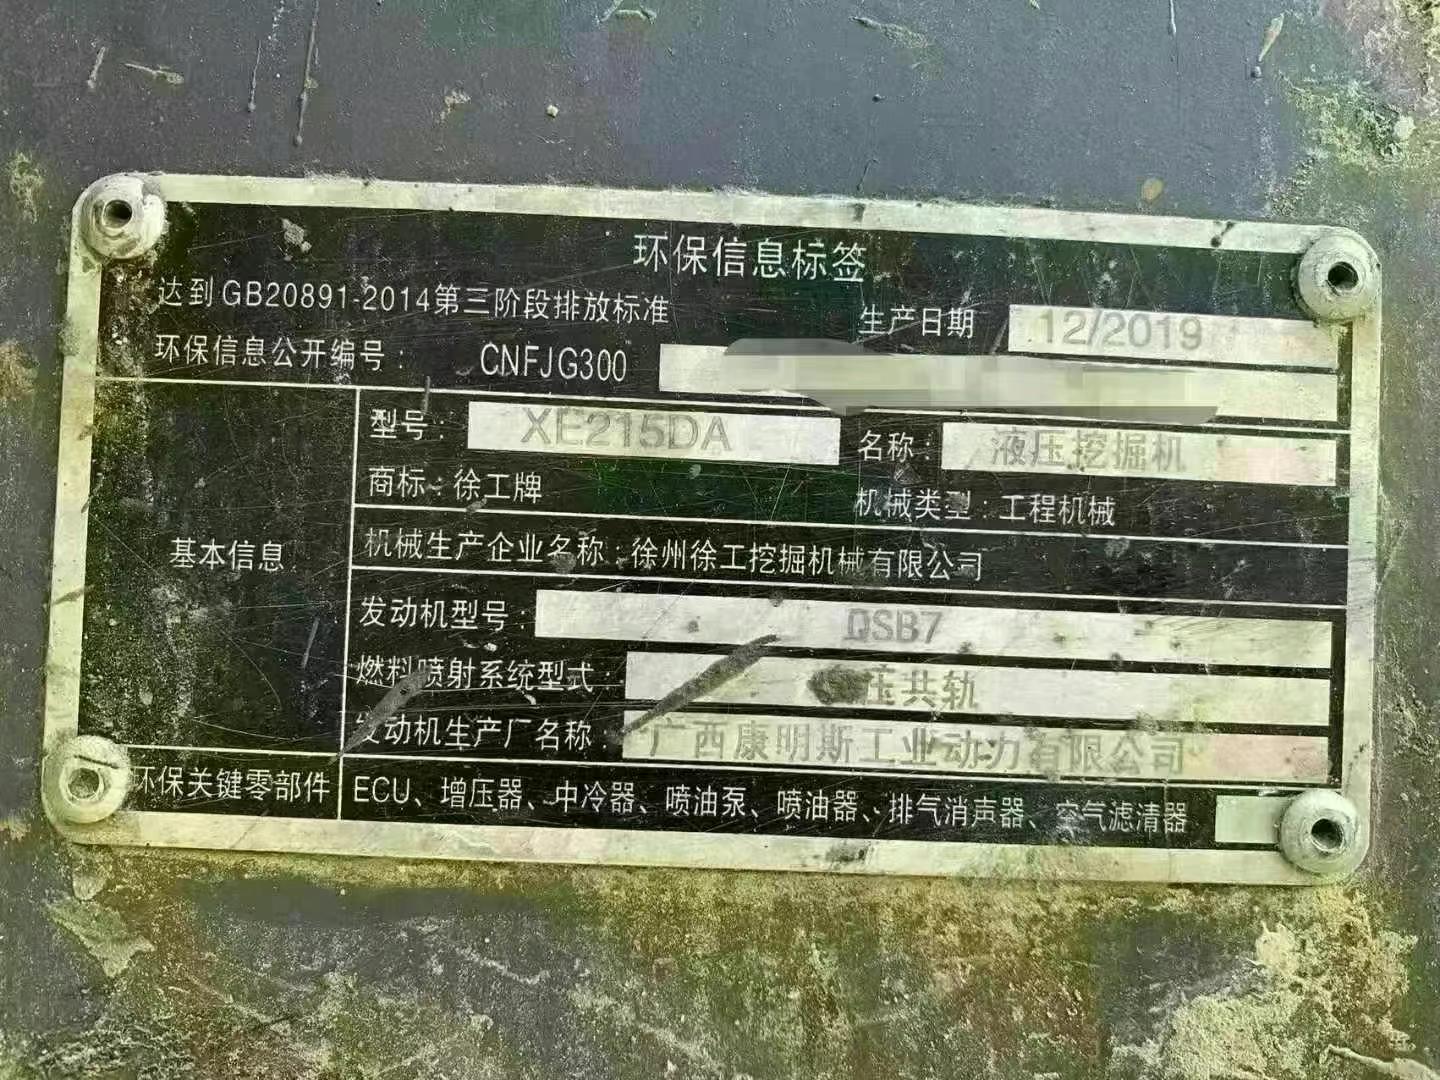 环保信息标签
达到GB20891-2014第三阶段排放标准
生产日期 12/2019
环保信息公开编号: CNFJG300
型号: XE215DA
名称: 液压挖掘机
商标: 徐工牌
机械类型: 工程机械
基本信息
机械生产企业名称: 徐州徐工挖掘机械有限公司
发动机型号: QSB7
燃料喷射系统型式: 压共轨
发动机生产厂名称: 广西康明斯工业动力有限公司
环保关键零部件
ECU、增压器、中冷器、喷油泵、喷油器、排气消声器、空气滤清器